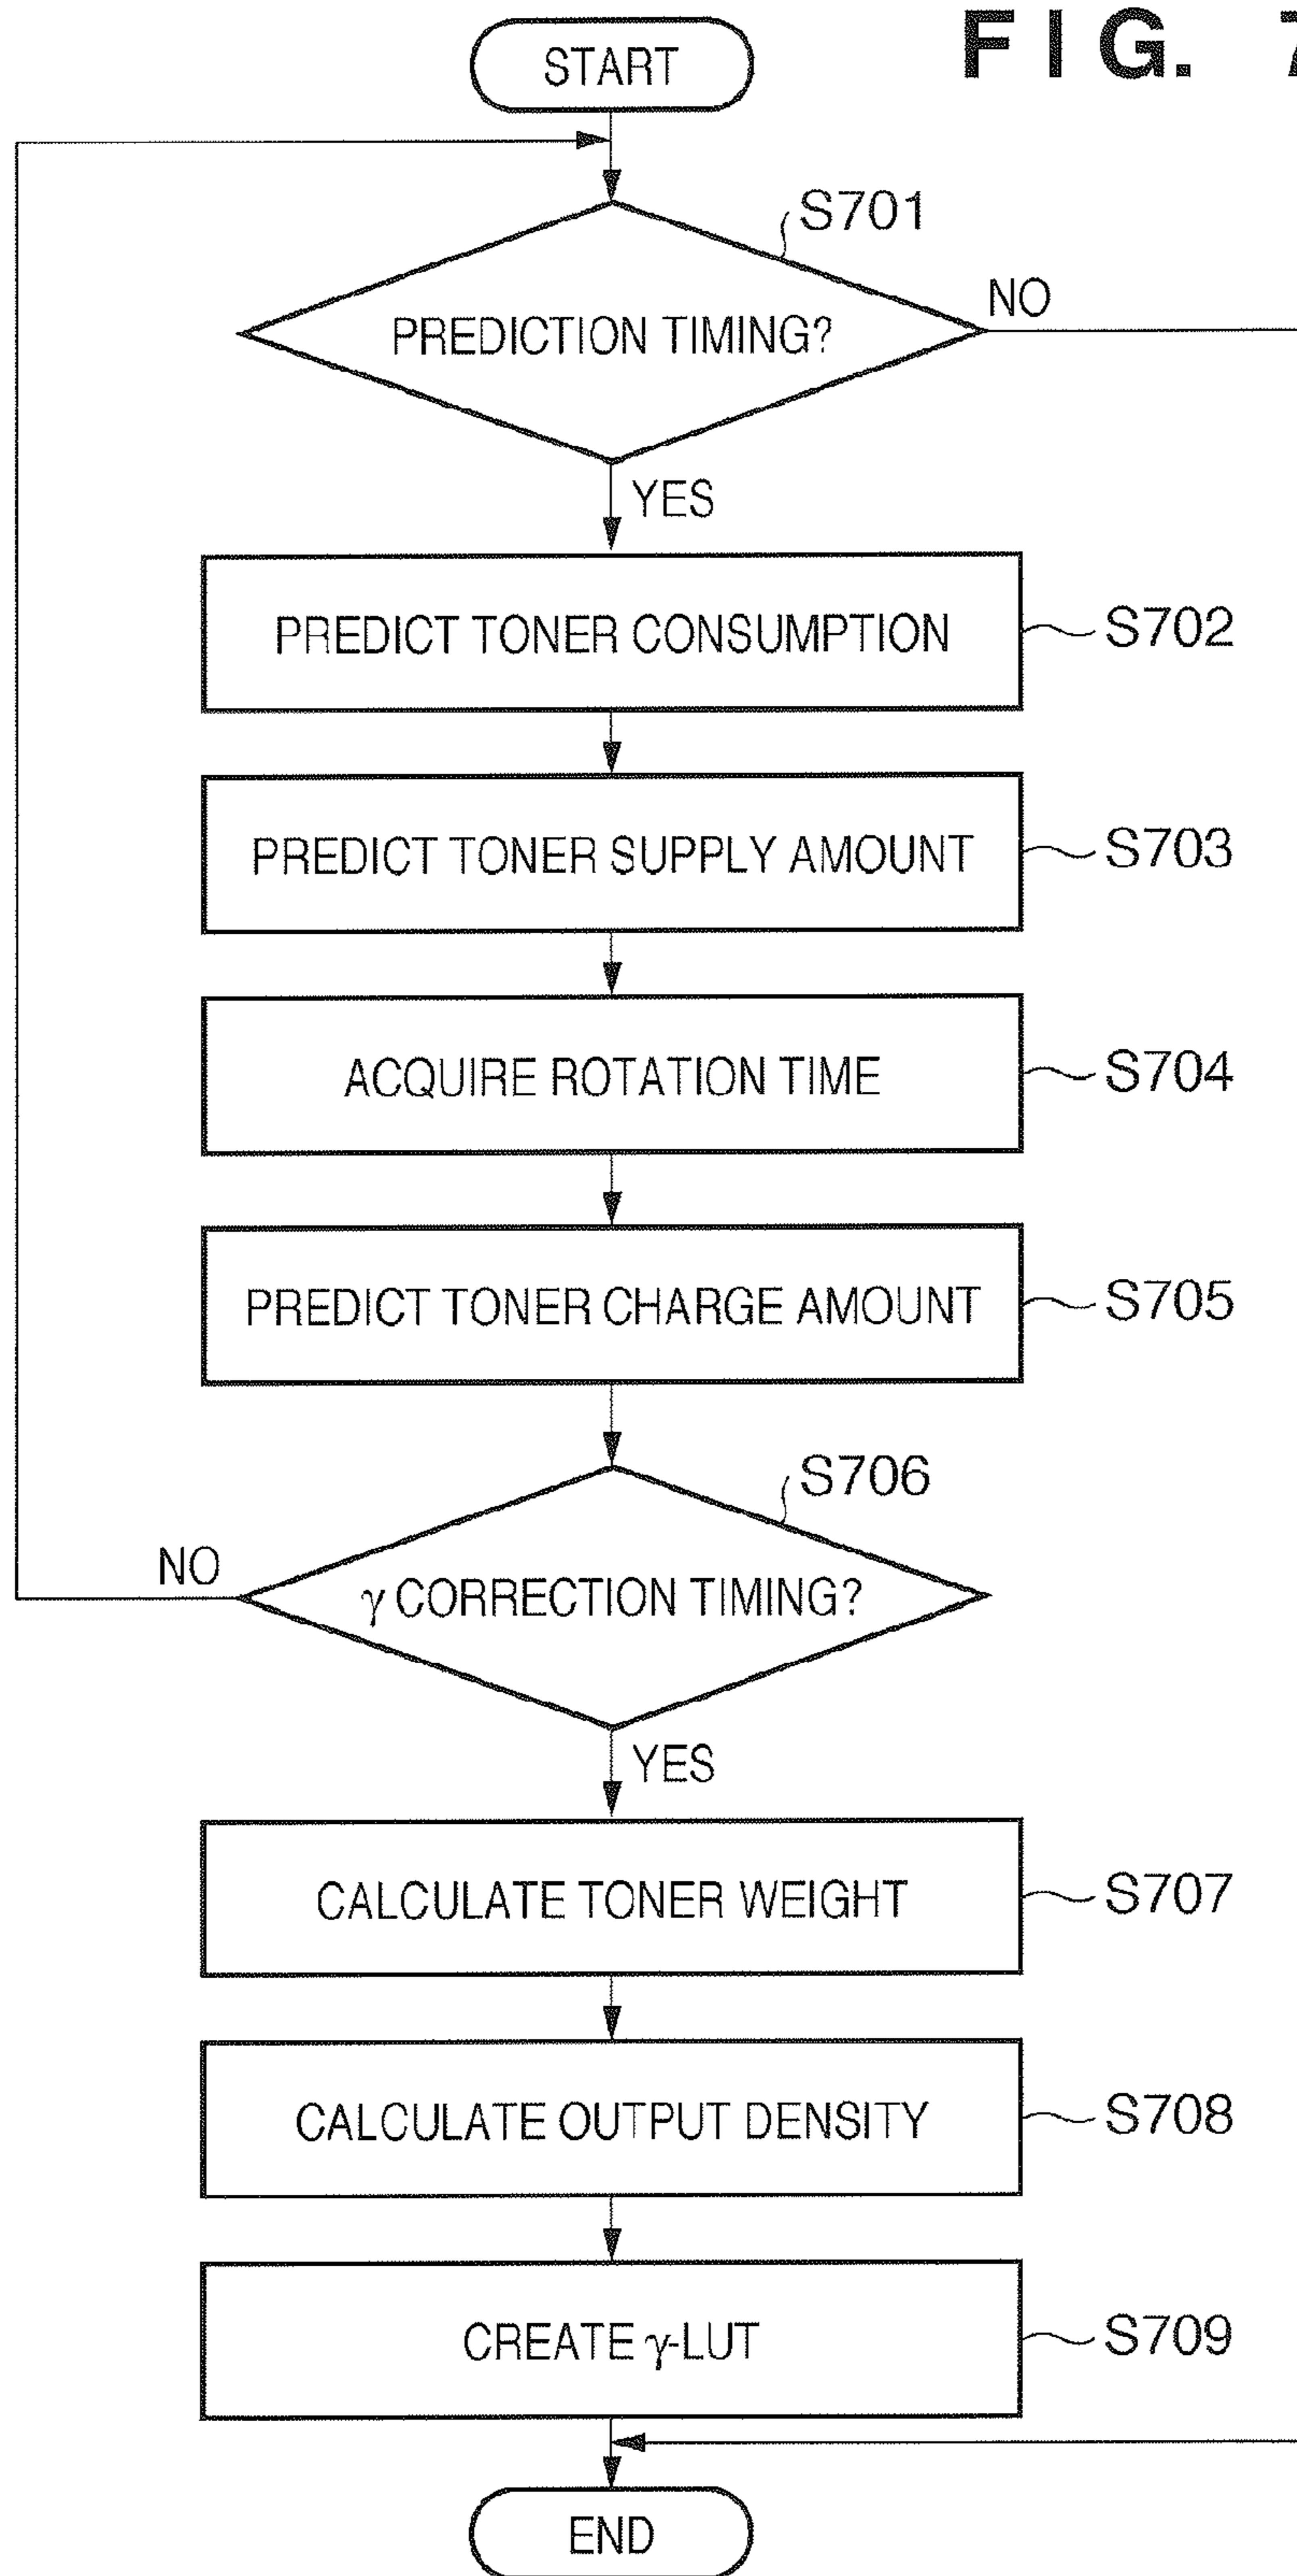 FIG. 7
START
S701
PREDICTION TIMING?
NO
YES
PREDICT TONER CONSUMPTION
S702
PREDICT TONER SUPPLY AMOUNT
S703
ACQUIRE ROTATION TIME
S704
PREDICT TONER CHARGE AMOUNT
S705
S706
γ CORRECTION TIMING?
NO
YES
CALCULATE TONER WEIGHT
S707
CALCULATE OUTPUT DENSITY
S708
CREATE γ-LUT
S709
END